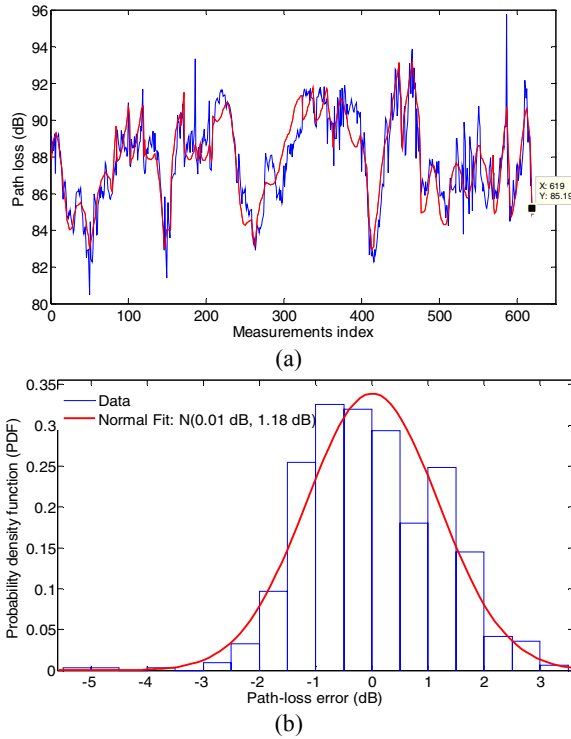 96
94
92
90
88
86
84
82
80
Path loss (dB)
X: 619
Y: 85.19
0 100 200 300 400 500 600
Measurements index
(a)
0.35
0.3
0.25
0.2
0.15
0.1
0.05
0
Probability density function (PDF)
Data
Normal Fit: N(0.01 dB, 1.18 dB)
-5 -4 -3 -2 -1 0 1 2 3
Path-loss error (dB)
(b)